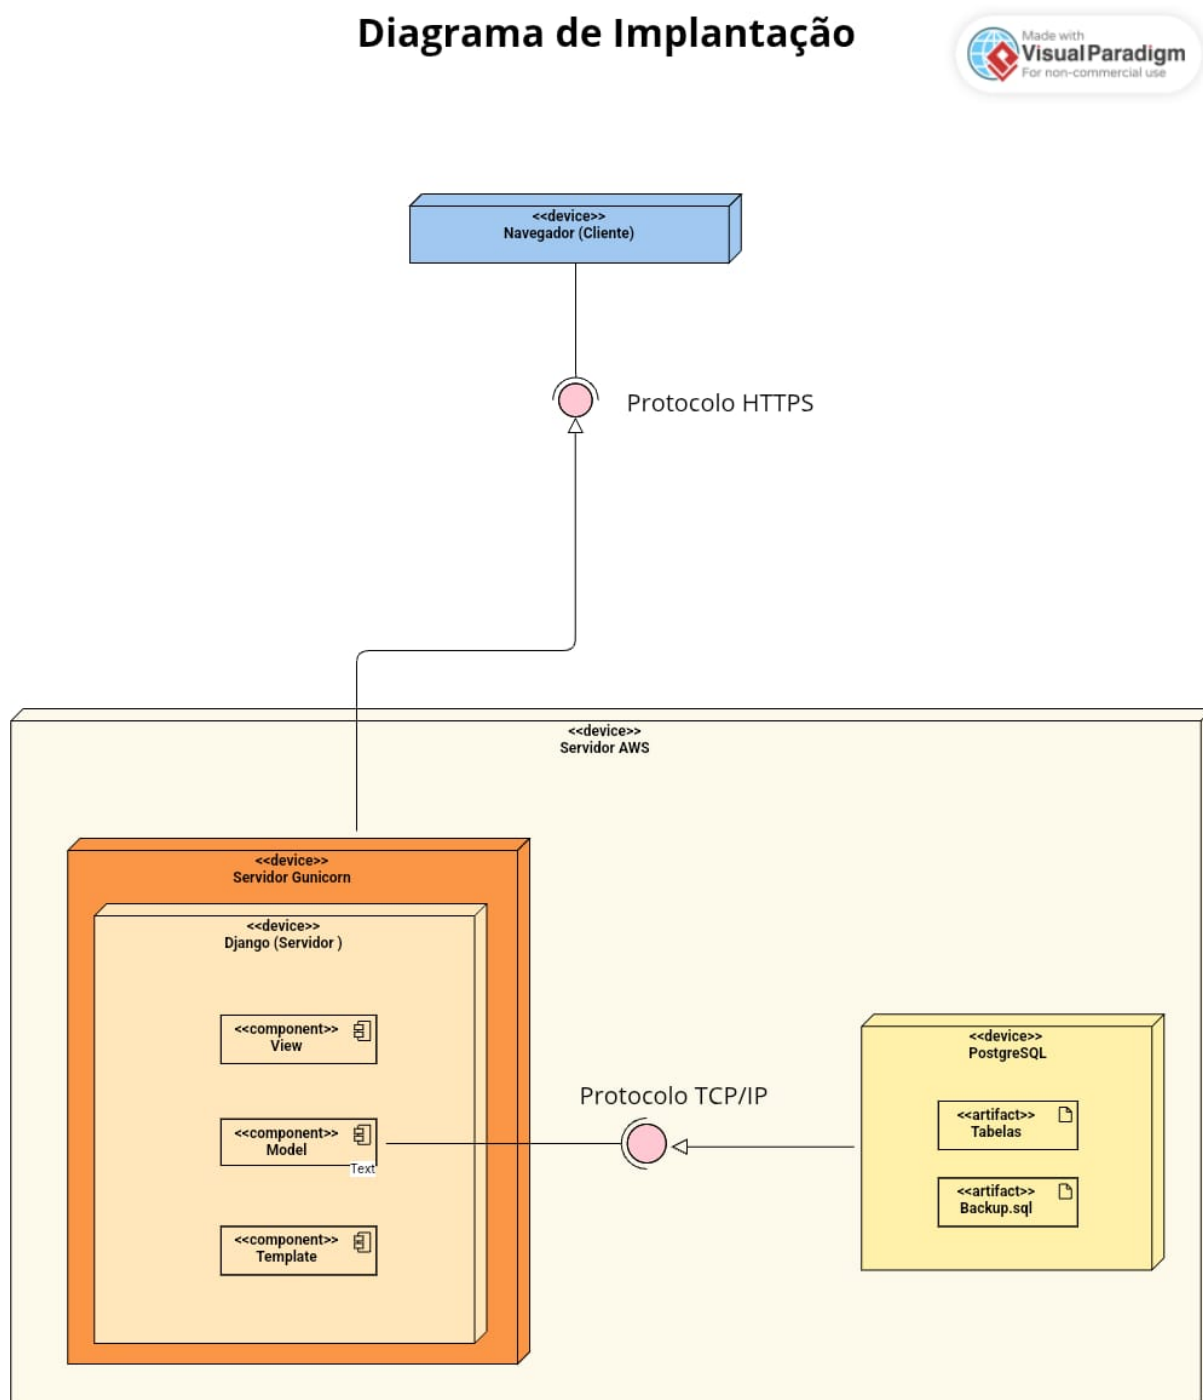 Diagrama de Implantação
Made with
Visual Paradigm
For non-commercial use
<<device>>
Navegador (Cliente)
Protocolo HTTPS
<<device>>
Servidor AWS
<<device>>
Servidor Gunicorn
<<device>>
Django (Servidor )
<<component>>
View
<<component>>
Model
Text
<<component>>
Template
Protocolo TCP/IP
<<device>>
PostgreSQL
<<artifact>>
Tabelas
<<artifact>>
Backup.sql